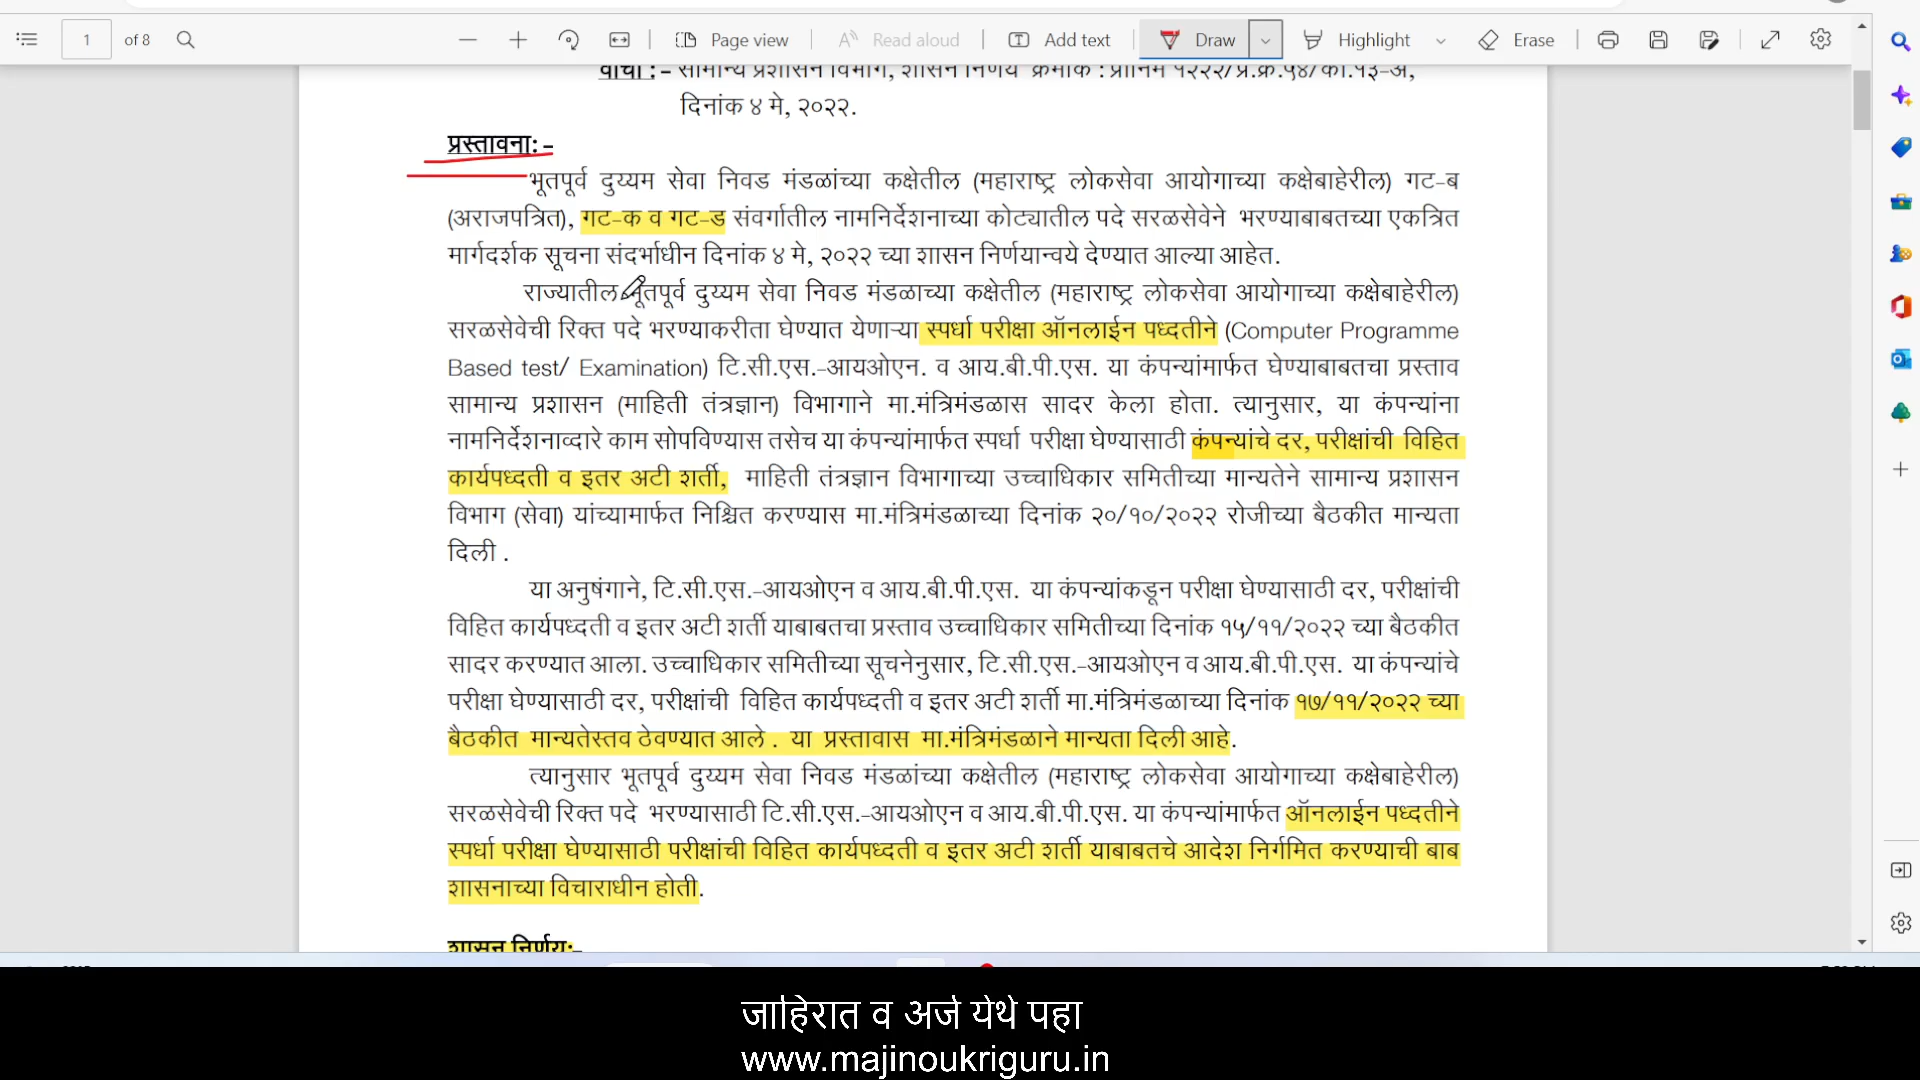 1 of 8 Page view Read aloud Add text Draw Highlight Erase
वाचा :- सामान्य प्रशासन विभाग, शासन निर्णय क्रमांक : प्रानिमं १२२२/प्र.क्र.५४/का.१३-अ,
दिनांक ४ मे, २०२२.
प्रस्तावना:-
भूतपूर्व दुय्यम सेवा निवड मंडळांच्या कक्षेतील (महाराष्ट्र लोकसेवा आयोगाच्या कक्षेबाहेरील) गट-ब
(अराजपत्रित), गट-क व गट-ड संवर्गातील नामनिर्देशनाच्या कोट्यातील पदे सरळसेवेने भरण्याबाबतच्या एकत्रित
मार्गदर्शक सूचना संदर्भाधीन दिनांक ४ मे, २०२२ च्या शासन निर्णयान्वये देण्यात आल्या आहेत.
राज्यातील भूतपूर्व दुय्यम सेवा निवड मंडळाच्या कक्षेतील (महाराष्ट्र लोकसेवा आयोगाच्या कक्षेबाहेरील)
सरळसेवेची रिक्त पदे भरण्याकरीता घेण्यात येणाऱ्या स्पर्धा परीक्षा ऑनलाईन पध्दतीने (Computer Programme
Based test/ Examination) टि.सी.एस.-आयओएन. व आय.बी.पी.एस. या कंपन्यांमार्फत घेण्याबाबतचा प्रस्ताव
सामान्य प्रशासन (माहिती तंत्रज्ञान) विभागाने मा.मंत्रिमंडळास सादर केला होता. त्यानुसार, या कंपन्यांना
नामनिर्देशनाव्दारे काम सोपविण्यास तसेच या कंपन्यांमार्फत स्पर्धा परीक्षा घेण्यासाठी कंपन्यांचे दर, परीक्षांची विहित
कार्यपध्दती व इतर अटी शर्ती, माहिती तंत्रज्ञान विभागाच्या उच्चाधिकार समितीच्या मान्यतेने सामान्य प्रशासन
विभाग (सेवा) यांच्यामार्फत निश्चित करण्यास मा.मंत्रिमंडळाच्या दिनांक २०/१०/२०२२ रोजीच्या बैठकीत मान्यता
दिली .
या अनुषंगाने, टि.सी.एस.-आयओएन व आय.बी.पी.एस. या कंपन्यांकडून परीक्षा घेण्यासाठी दर, परीक्षांची
विहित कार्यपध्दती व इतर अटी शर्ती याबाबतचा प्रस्ताव उच्चाधिकार समितीच्या दिनांक १५/११/२०२२ च्या बैठकीत
सादर करण्यात आला. उच्चाधिकार समितीच्या सूचनेनुसार, टि.सी.एस.-आयओएन व आय.बी.पी.एस. या कंपन्यांचे
परीक्षा घेण्यासाठी दर, परीक्षांची विहित कार्यपध्दती व इतर अटी शर्ती मा.मंत्रिमंडळाच्या दिनांक १७/११/२०२२ च्या
बैठकीत मान्यतेस्तव ठेवण्यात आले . या प्रस्तावास मा.मंत्रिमंडळाने मान्यता दिली आहे.
त्यानुसार भूतपूर्व दुय्यम सेवा निवड मंडळांच्या कक्षेतील (महाराष्ट्र लोकसेवा आयोगाच्या कक्षेबाहेरील)
सरळसेवेची रिक्त पदे भरण्यासाठी टि.सी.एस.-आयओएन व आय.बी.पी.एस. या कंपन्यांमार्फत ऑनलाईन पध्दतीने
स्पर्धा परीक्षा घेण्यासाठी परीक्षांची विहित कार्यपध्दती व इतर अटी शर्ती याबाबतचे आदेश निर्गमित करण्याची बाब
शासनाच्या विचाराधीन होती.
शासन निर्णय:-
जाहिरात व अर्ज येथे पहा
www.majinoukriguru.in